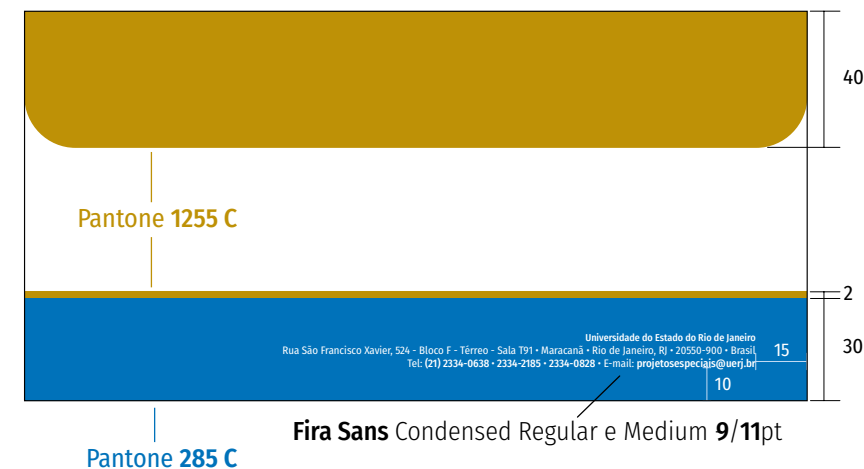 40
Pantone 1255 C
2
Universidade do Estado do Rio de Janeiro
Rua São Francisco Xavier, 524 - Bloco F - Térreo - Sala T91 • Maracanã • Rio de Janeiro, RJ • 20550-900 • Brasil
Tel: (21) 2334-0638 • 2334-2185 • 2334-0828 • E-mail: projetosespeciais@uerj.br
15
30
10
Fira Sans Condensed Regular e Medium 9/11pt
Pantone 285 C